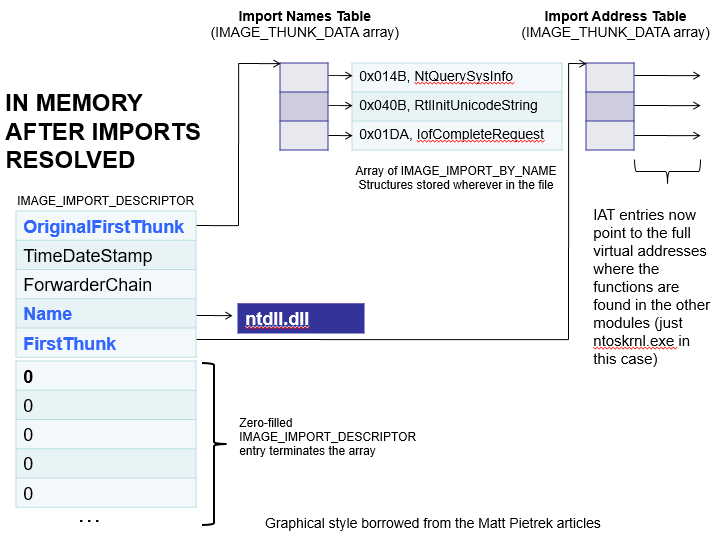 Import Names Table
(IMAGE_THUNK_DATA array)
Import Address Table
(IMAGE_THUNK_DATA array)
IN MEMORY
AFTER IMPORTS
RESOLVED
0x014B, NtQuerySysInfo
0x040B, RtlInitUnicodeString
0x01DA, IofCompleteRequest
Array of IMAGE_IMPORT_BY_NAME
Structures stored wherever in the file
IMAGE_IMPORT_DESCRIPTOR
OriginalFirstThunk
TimeDateStamp
ForwarderChain
Name
FirstThunk
ntdll.dll
IAT entries now
point to the full
virtual addresses
where the
functions are
found in the other
modules (just
ntoskrnl.exe in
this case)
0
0
0
0
0
...
Zero-filled
IMAGE_IMPORT_DESCRIPTOR
entry terminates the array
Graphical style borrowed from the Matt Pietrek articles